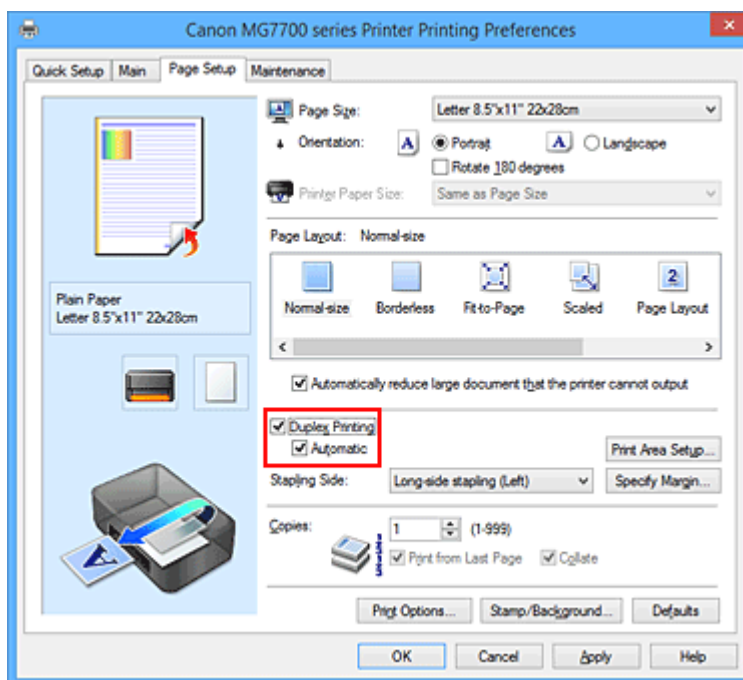 Canon MG7700 series Printer Printing Preferences
Quick Setup Main Page Setup Maintenance
Page Size: Letter 8.5"x11" 22x28cm
Orientation: A Portrait A Landscape
Rotate 180 degrees
Printer Paper Size: Same as Page Size
Page Layout: Normal-size
2
Normal-size Borderless Fit-to-Page Scaled Page Layout
Plain Paper
Letter 8.5"x11" 22x28cm
Automatically reduce large document that the printer cannot output
Duplex Printing
Automatic
Print Area Setup...
Stapling Side: Long-side stapling (Left) Specify Margin...
Copies: 1 (1-999)
Print from Last Page Collate
A
Print Options... Stamp/Background... Defaults
OK Cancel Apply Help